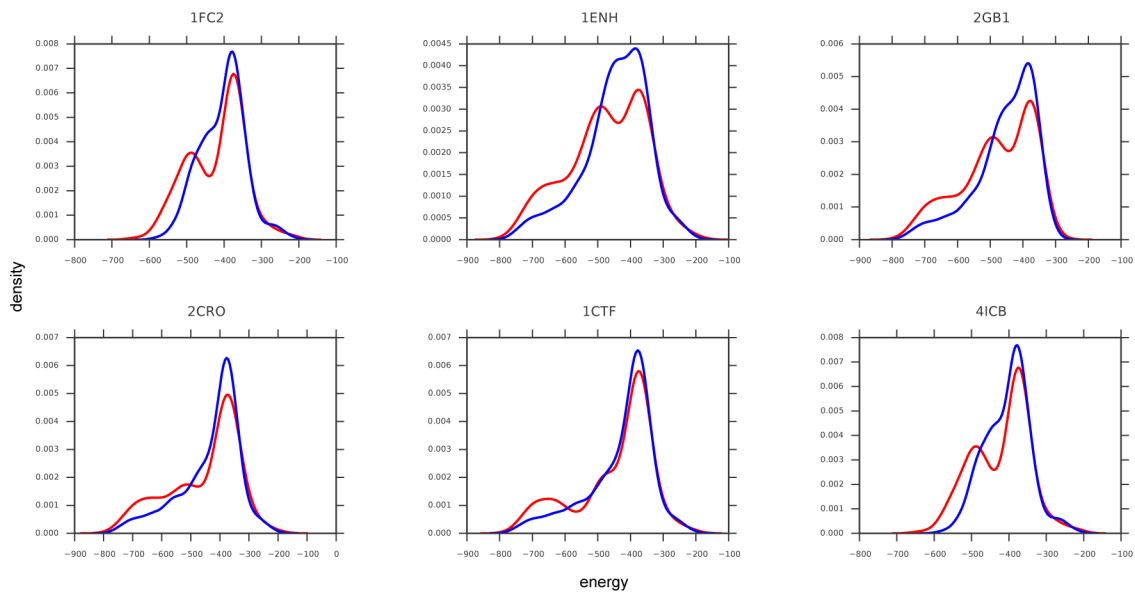 1FC2 1ENH 2GB1
0.008 0.0045 0.006
0.007 0.0040 0.005
0.006 0.0035 0.004
0.005 0.0030 0.003
0.004 0.0025 0.002
0.003 0.0020 0.001
0.002 0.0015 0.000
0.001 0.0010
0.000 0.0005
0.0000
−800 −700 −600 −500 −400 −300 −200 −100
−900 −800 −700 −600 −500 −400 −300 −200 −100
−900 −800 −700 −600 −500 −400 −300 −200 −100
density
2CRO 1CTF 4ICB
0.007 0.007 0.008
0.006 0.006 0.007
0.005 0.005 0.006
0.004 0.004 0.005
0.003 0.003 0.004
0.002 0.002 0.003
0.001 0.001 0.002
0.000 0.000 0.001
0.000
−900 −800 −700 −600 −500 −400 −300 −200 −100 0
−900 −800 −700 −600 −500 −400 −300 −200 −100
−800 −700 −600 −500 −400 −300 −200 −100
energy